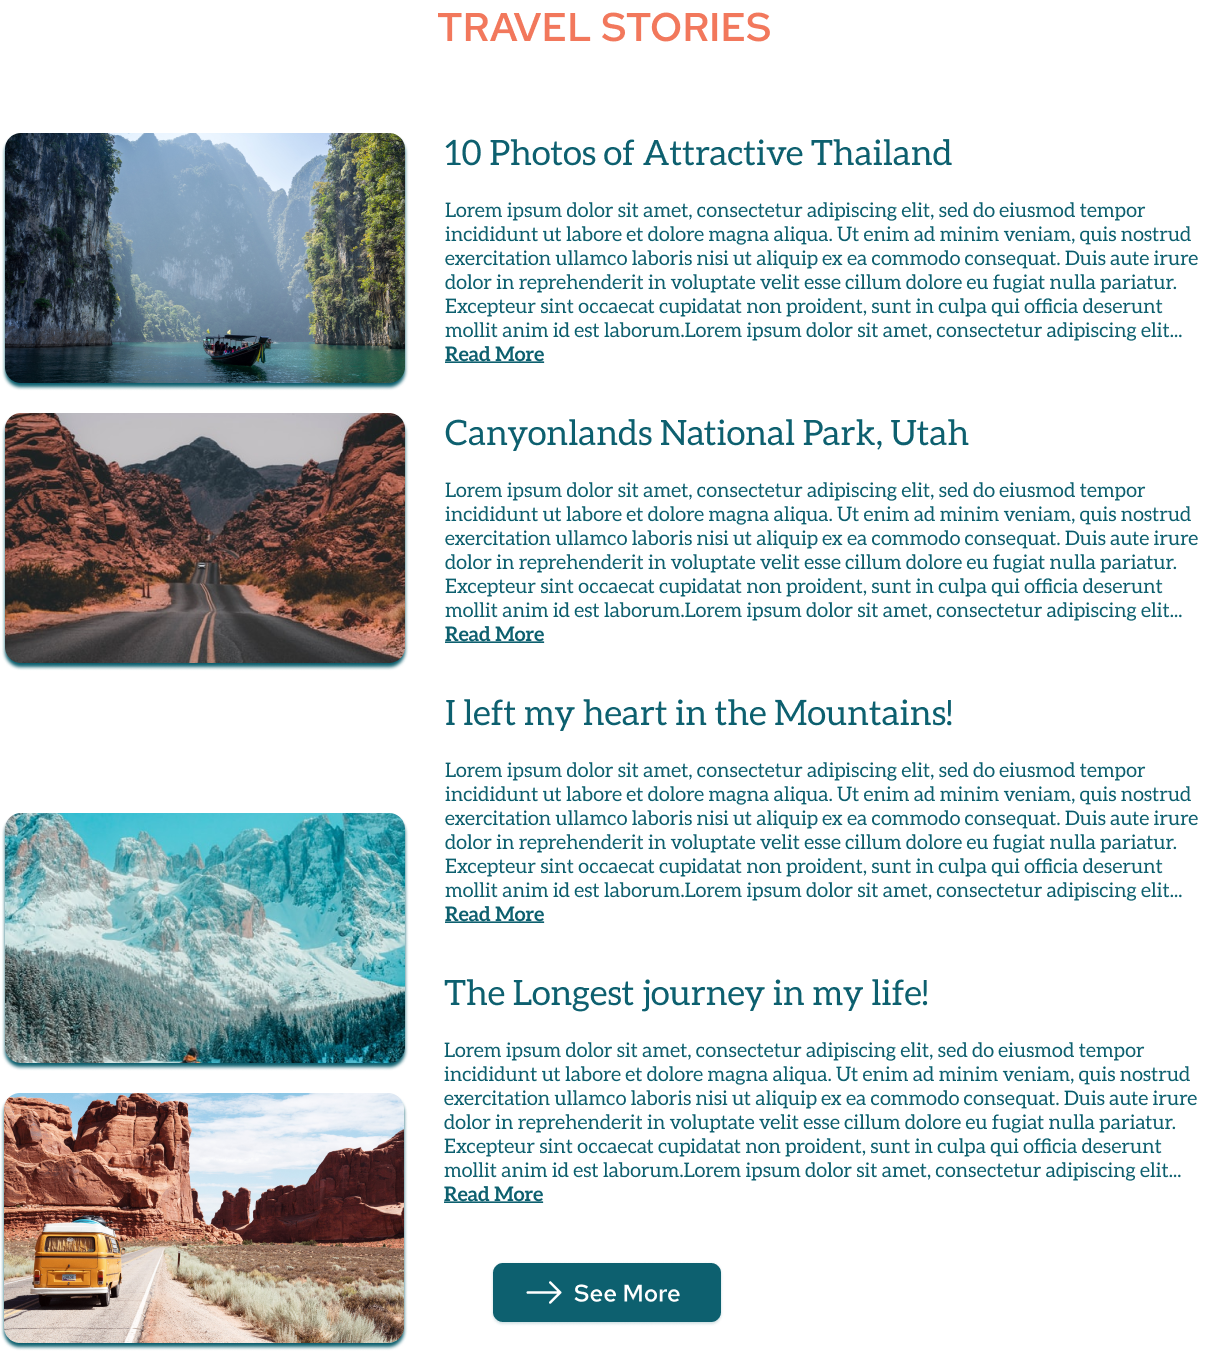 TRAVEL STORIES
10 Photos of Attractive Thailand
Lorem ipsum dolor sit amet, consectetur adipiscing elit, sed do eiusmod tempor
incididunt ut labore et dolore magna aliqua. Ut enim ad minim veniam, quis nostrud
exercitation ullamco laboris nisi ut aliquip ex ea commodo consequat. Duis aute irure
dolor in reprehenderit in voluptate velit esse cillum dolore eu fugiat nulla pariatur.
Excepteur sint occaecat cupidatat non proident, sunt in culpa qui officia deserunt
mollit anim id est laborum.Lorem ipsum dolor sit amet, consectetur adipiscing elit...
Read More
Canyonlands National Park, Utah
Lorem ipsum dolor sit amet, consectetur adipiscing elit, sed do eiusmod tempor
incididunt ut labore et dolore magna aliqua. Ut enim ad minim veniam, quis nostrud
exercitation ullamco laboris nisi ut aliquip ex ea commodo consequat. Duis aute irure
dolor in reprehenderit in voluptate velit esse cillum dolore eu fugiat nulla pariatur.
Excepteur sint occaecat cupidatat non proident, sunt in culpa qui officia deserunt
mollit anim id est laborum.Lorem ipsum dolor sit amet, consectetur adipiscing elit...
Read More
I left my heart in the Mountains!
Lorem ipsum dolor sit amet, consectetur adipiscing elit, sed do eiusmod tempor
incididunt ut labore et dolore magna aliqua. Ut enim ad minim veniam, quis nostrud
exercitation ullamco laboris nisi ut aliquip ex ea commodo consequat. Duis aute irure
dolor in reprehenderit in voluptate velit esse cillum dolore eu fugiat nulla pariatur.
Excepteur sint occaecat cupidatat non proident, sunt in culpa qui officia deserunt
mollit anim id est laborum.Lorem ipsum dolor sit amet, consectetur adipiscing elit...
Read More
The Longest journey in my life!
Lorem ipsum dolor sit amet, consectetur adipiscing elit, sed do eiusmod tempor
incididunt ut labore et dolore magna aliqua. Ut enim ad minim veniam, quis nostrud
exercitation ullamco laboris nisi ut aliquip ex ea commodo consequat. Duis aute irure
dolor in reprehenderit in voluptate velit esse cillum dolore eu fugiat nulla pariatur.
Excepteur sint occaecat cupidatat non proident, sunt in culpa qui officia deserunt
mollit anim id est laborum.Lorem ipsum dolor sit amet, consectetur adipiscing elit...
Read More
See More